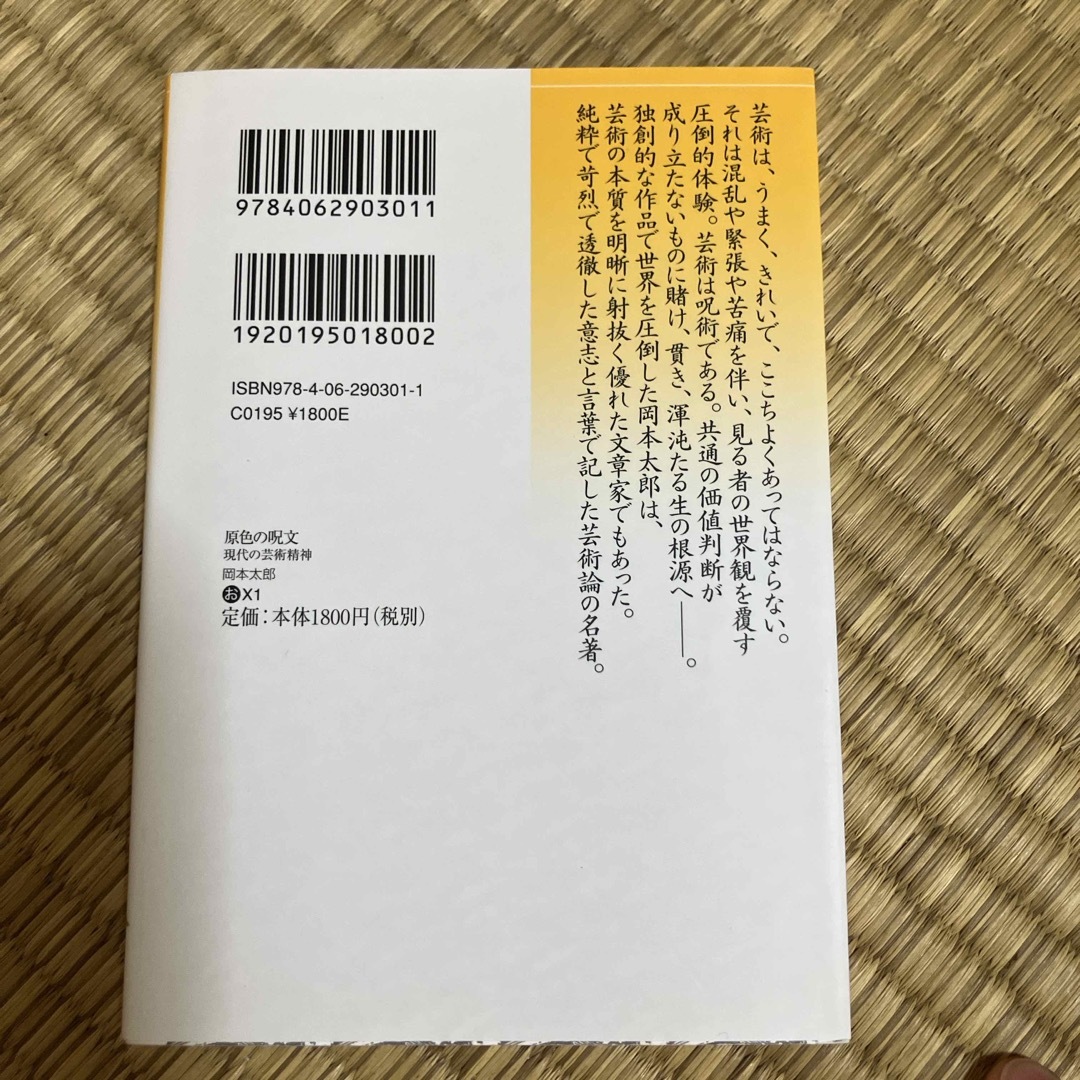 芸術は、うまく、きれいで、ここちよくあってはならない。
それは混乱や緊張や苦痛を伴い、見る者の世界観を覆す
圧倒的体験。芸術は呪術である。共通の価値判断が
成り立たないものに賭け、貫き、渾沌たる生の根源へ――。
独創的な作品で世界を圧倒した岡本太郎は、
芸術の本質を明晰に射抜く優れた文章家でもあった。
純粋で苛烈で透徹した意志と言葉で記した芸術論の名著。
9784062903011
1920195018002
ISBN978-4-06-290301-1
C0195 ¥1800E
原色の呪文
現代の芸術精神
岡本太郎
おX1
定価：本体1800円（税別）